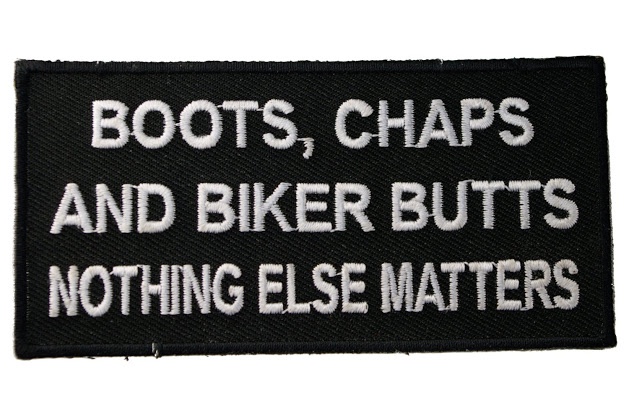 BOOTS, CHAPS
AND BIKER BUTTS
NOTHING ELSE MATTERS